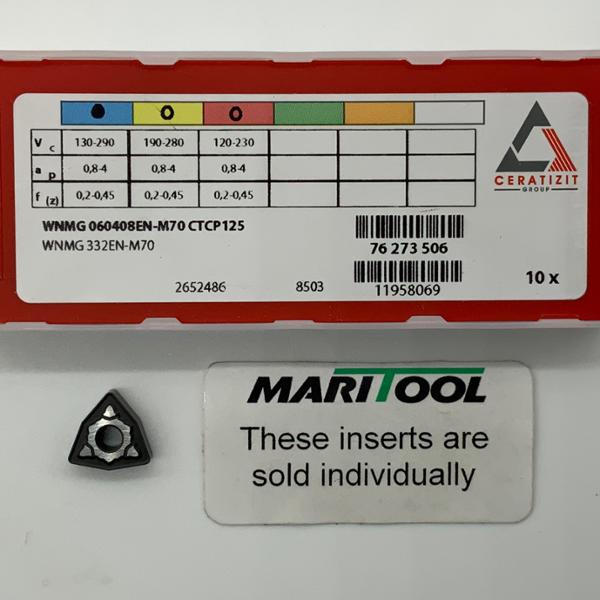 V c 130-290 190-280 120-230
a p 0,8-4 0,8-4 0,8-4
f (z) 0,2-0,45 0,2-0,45 0,2-0,45
CERATIZIT
GROUP
WNMG 060408EN-M70 CTCP125
WNMG 332EN-M70
76 273 506
2652486 8503 11958069 10 x
MARITOOL
These inserts are
sold individually